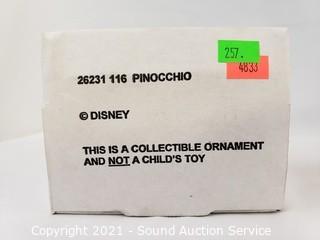 257.
4833
26231 116 PINOCCHIO
© DISNEY
THIS IS A COLLECTIBLE ORNAMENT
AND NOT A CHILD'S TOY
Copyright 2021 - Sound Auction Service